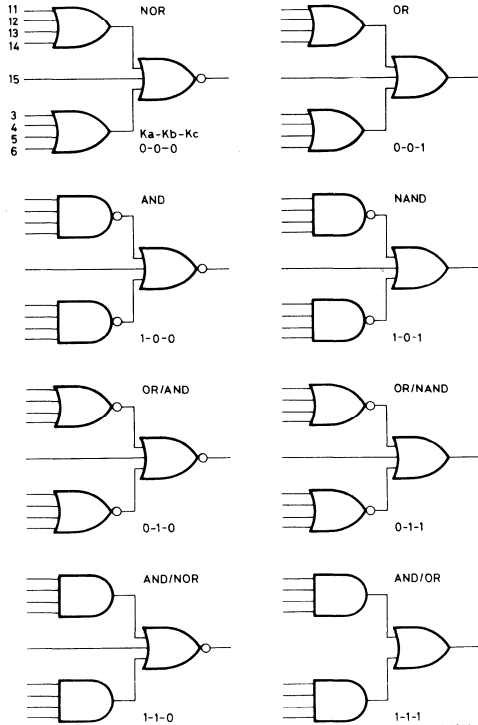 11
NOR
OR
12
13
14
15
3
4
5
6
Ka-Kb-Kc
0-0-0
0-0-1
AND
NAND
1-0-0
1-0-1
OR/AND
OR/NAND
0-1-0
0-1-1
AND/NOR
AND/OR
1-1-0
1-1-1